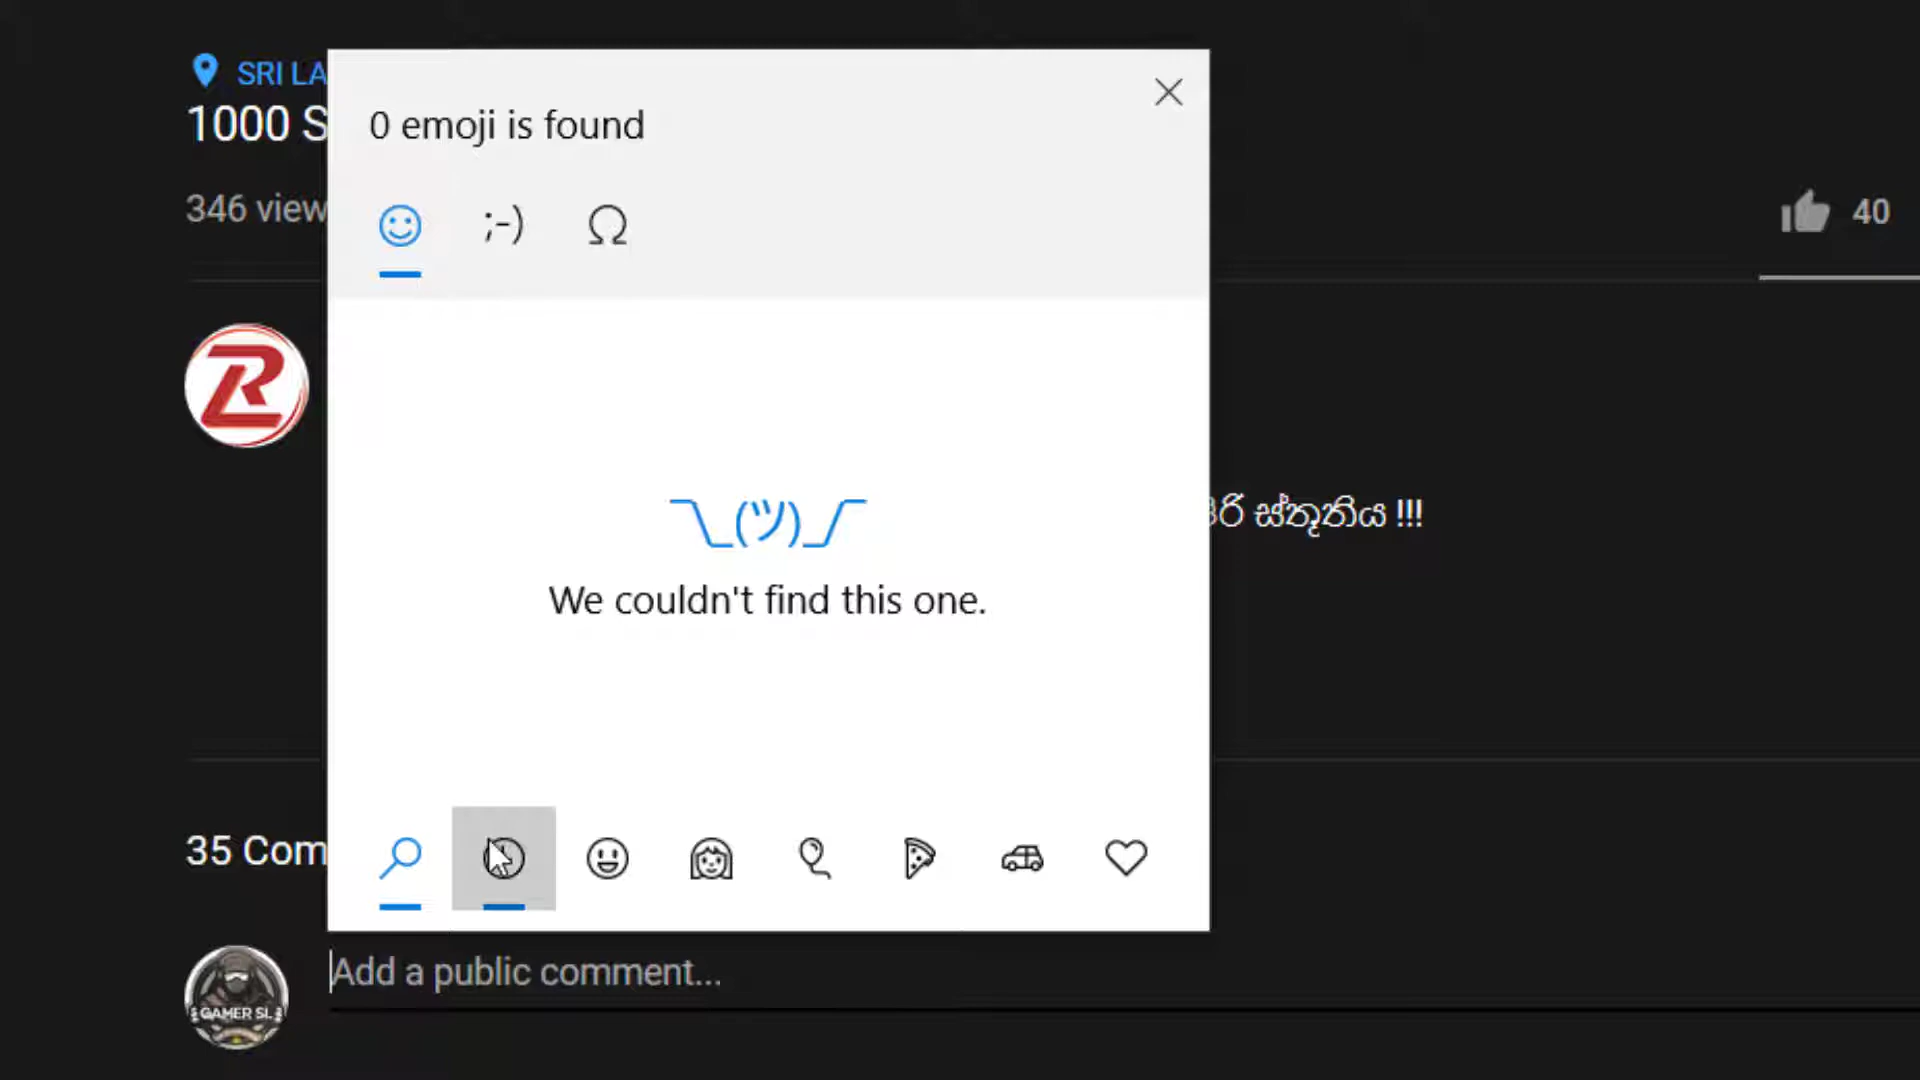 SRI LA
1000 S
346 view
0 emoji is found
;-)
Ω
40
¯\_(ツ)_/¯
We couldn't find this one.
ස්තූතිය !!!
35 Com
Add a public comment...
GAMER SL